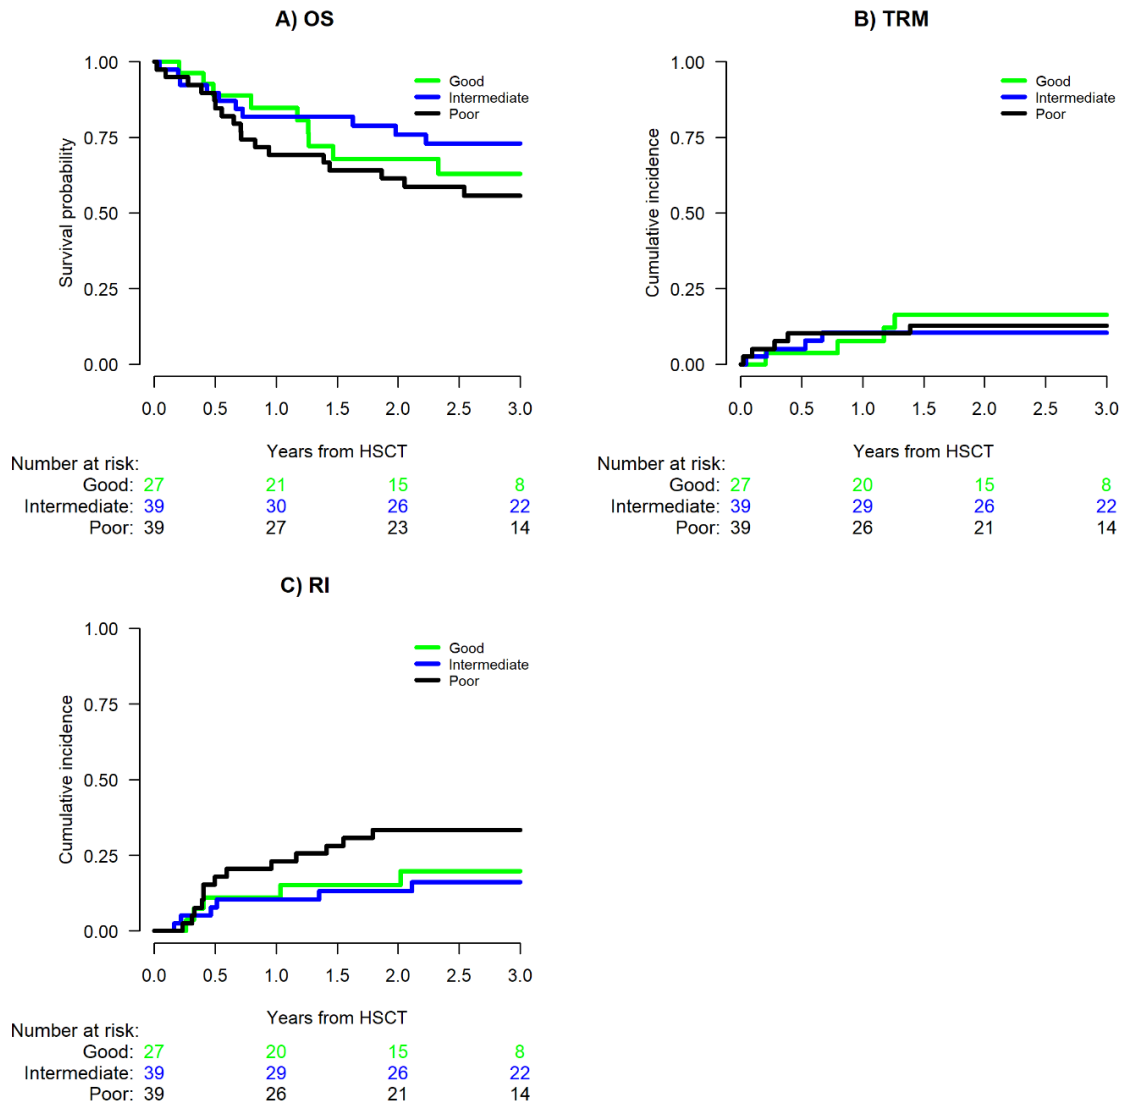 A) OS
Survival probability
1.00
0.75
0.50
0.25
0.00
Good
Intermediate
Poor
0.0 0.5 1.0 1.5 2.0 2.5 3.0
Years from HSCT
Number at risk:
Good: 27 21 15 8
Intermediate: 39 30 26 22
Poor: 39 27 23 14
B) TRM
Cumulative incidence
1.00
0.75
0.50
0.25
0.00
Good
Intermediate
Poor
0.0 0.5 1.0 1.5 2.0 2.5 3.0
Years from HSCT
Number at risk:
Good: 27 20 15 8
Intermediate: 39 29 26 22
Poor: 39 26 21 14
C) RI
Cumulative incidence
1.00
0.75
0.50
0.25
0.00
Good
Intermediate
Poor
0.0 0.5 1.0 1.5 2.0 2.5 3.0
Years from HSCT
Number at risk:
Good: 27 20 15 8
Intermediate: 39 29 26 22
Poor: 39 26 21 14